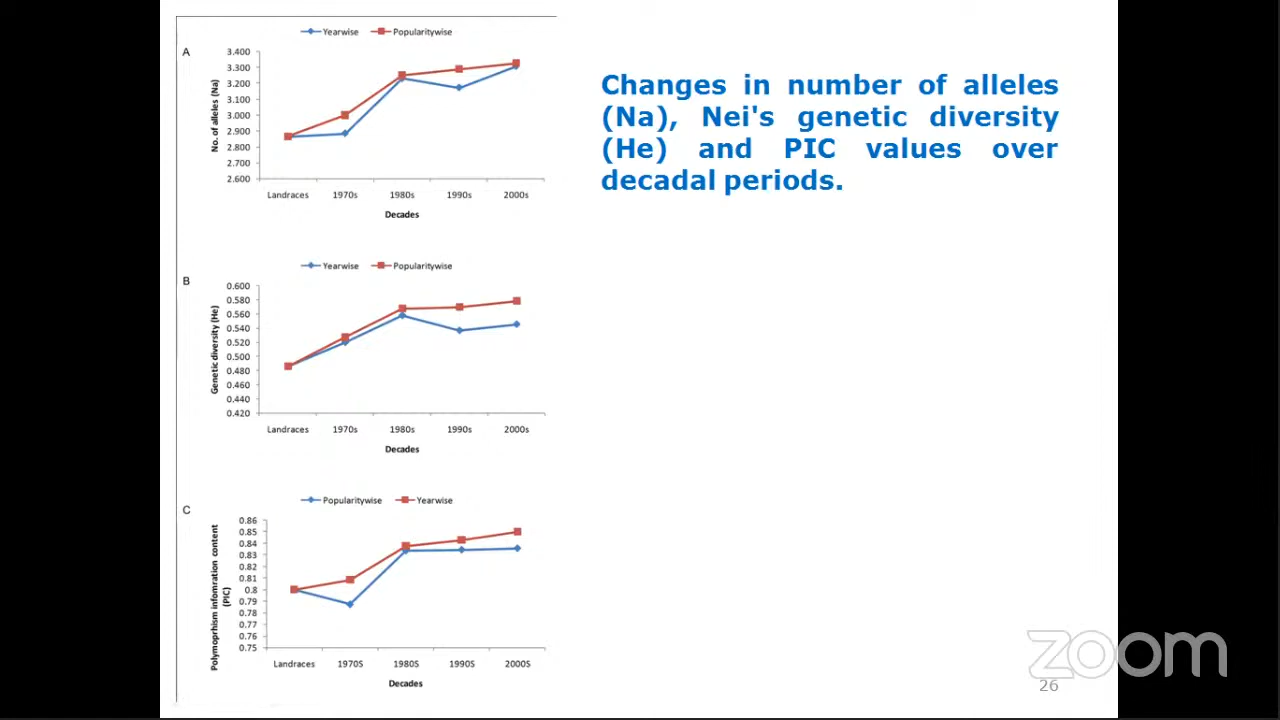 Yearwise Popularitywise
A
3.400
3.300
3.200
3.100
3.000
2.900
2.800
2.700
2.600
No. of alleles (Na)
Landraces 1970s 1980s 1990s 2000s
Decades
Changes in number of alleles
(Na), Nei's genetic diversity
(He) and PIC values over
decadal periods.
Yearwise Popularitywise
B
0.600
0.580
0.560
0.540
0.520
0.500
0.480
0.460
0.440
0.420
Genetic diversity (He)
Landraces 1970s 1980s 1990s 2000s
Decades
Popularitywise Yearwise
C
0.86
0.85
0.84
0.83
0.82
0.81
0.8
0.79
0.78
0.77
0.76
0.75
Polymoprhism infomration content
(PIC)
Landraces 1970S 1980S 1990S 2000S
Decades
zoom
26